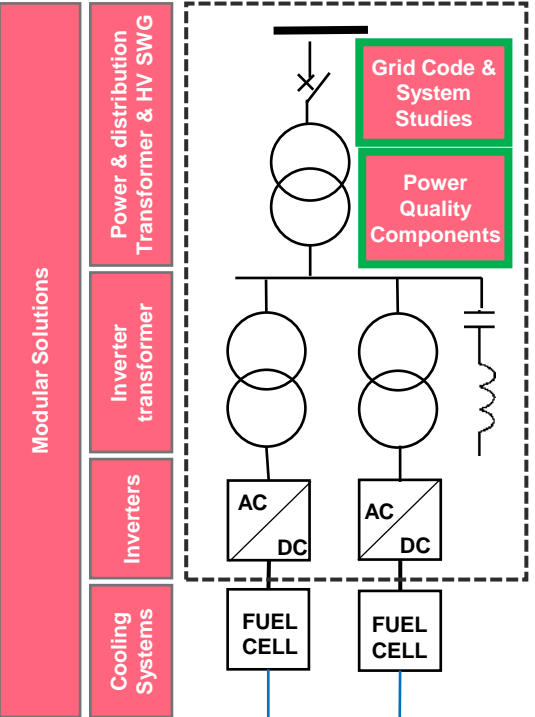 Modular Solutions
Power & distribution
Transformer & HV SWG
Inverter
transformer
Inverters
Cooling
Systems
Grid Code &
System
Studies
Power
Quality
Components
AC
DC
AC
DC
FUEL
CELL
FUEL
CELL